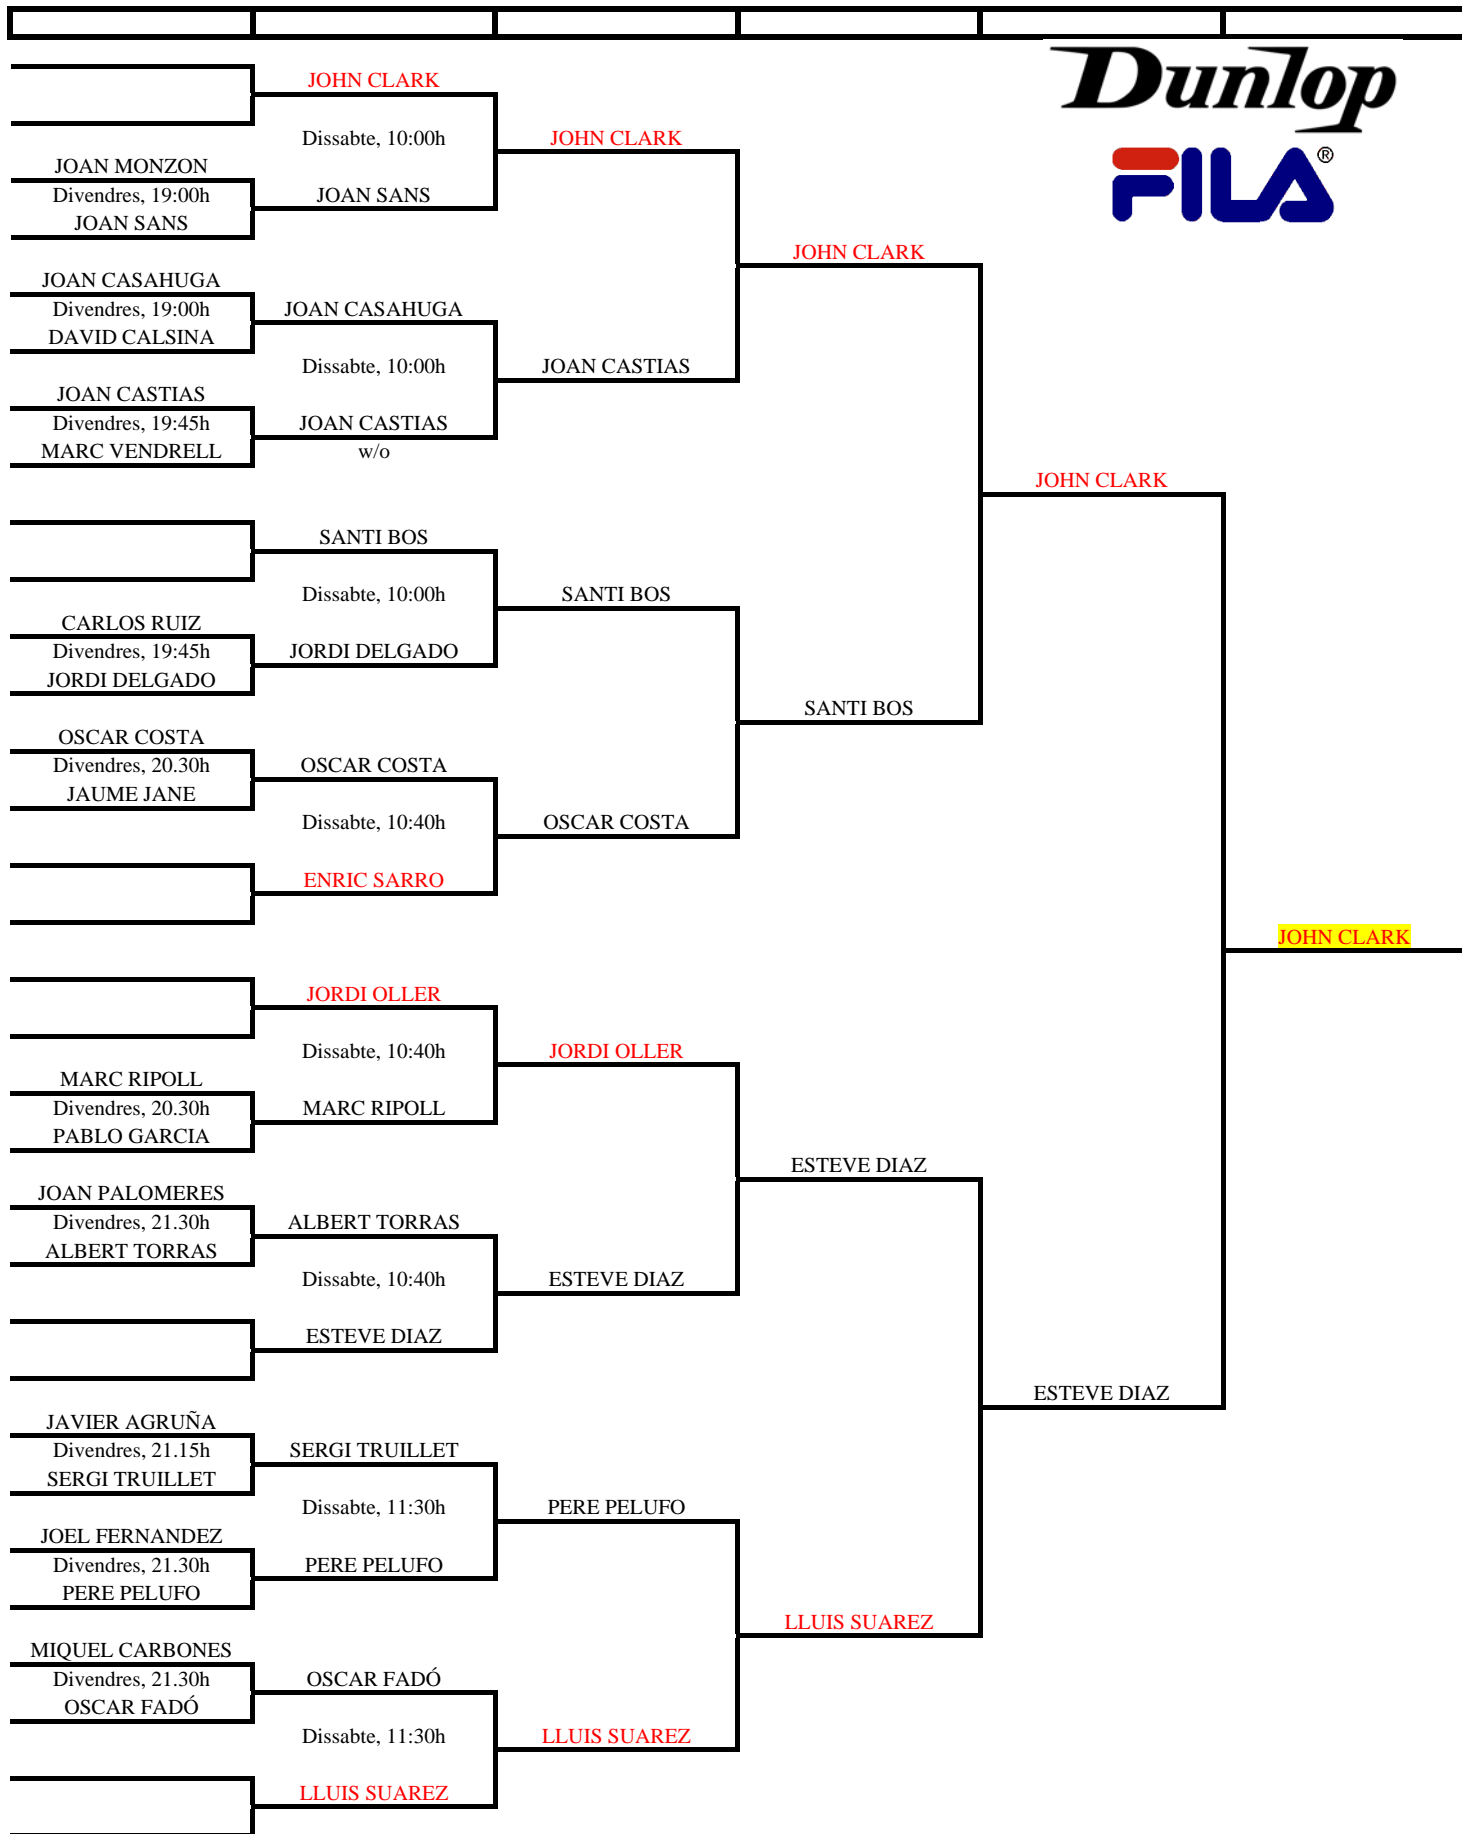 Dunlop
FILA®
JOHN CLARK
Dissabte, 10:00h
JOHN CLARK
JOAN MONZON
Divendres, 19:00h
JOAN SANS
JOAN SANS
JOHN CLARK
JOAN CASAHUGA
Divendres, 19:00h
JOAN CASAHUGA
DAVID CALSINA
Dissabte, 10:00h
JOAN CASTIAS
JOAN CASTIAS
Divendres, 19:45h
JOAN CASTIAS
MARC VENDRELL
w/o
JOHN CLARK
SANTI BOS
Dissabte, 10:00h
SANTI BOS
CARLOS RUIZ
Divendres, 19:45h
JORDI DELGADO
JORDI DELGADO
SANTI BOS
OSCAR COSTA
Divendres, 20.30h
OSCAR COSTA
JAUME JANE
Dissabte, 10:40h
OSCAR COSTA
ENRIC SARRO
JOHN CLARK
JORDI OLLER
Dissabte, 10:40h
JORDI OLLER
MARC RIPOLL
Divendres, 20.30h
MARC RIPOLL
PABLO GARCIA
ESTEVE DIAZ
JOAN PALOMERES
Divendres, 21.30h
ALBERT TORRAS
ALBERT TORRAS
Dissabte, 10:40h
ESTEVE DIAZ
ESTEVE DIAZ
ESTEVE DIAZ
JAVIER AGRUÑA
Divendres, 21.15h
SERGI TRUILLET
SERGI TRUILLET
Dissabte, 11:30h
PERE PELUFO
JOEL FERNANDEZ
Divendres, 21.30h
PERE PELUFO
PERE PELUFO
LLUIS SUAREZ
MIQUEL CARBONES
Divendres, 21.30h
OSCAR FADÓ
OSCAR FADÓ
Dissabte, 11:30h
LLUIS SUAREZ
LLUIS SUAREZ